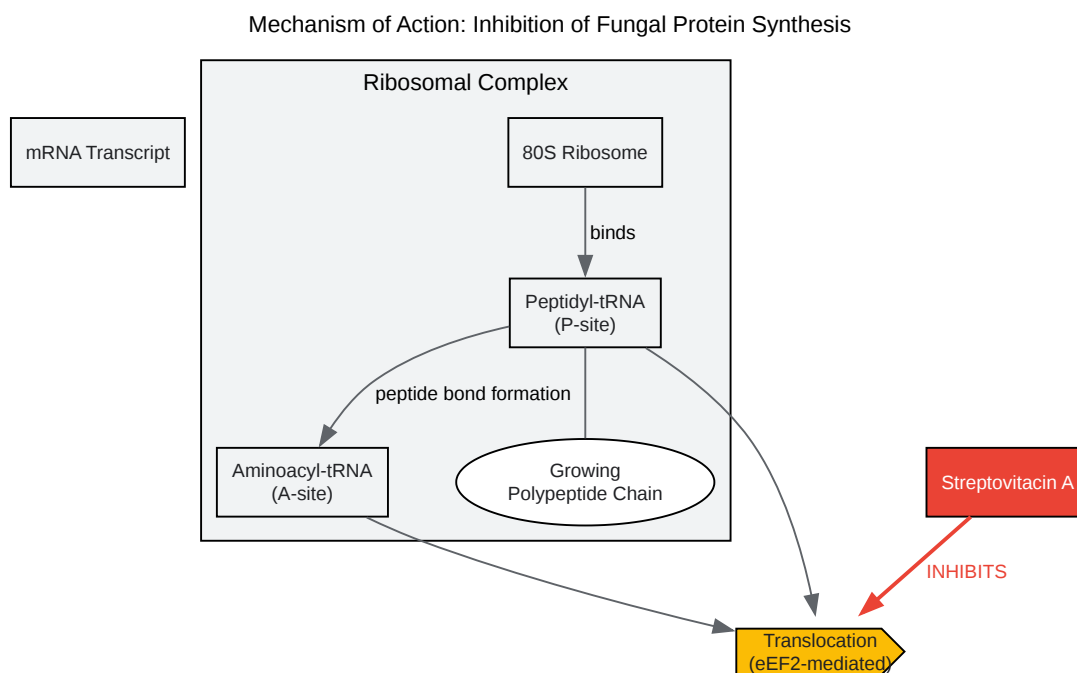 Mechanism of Action: Inhibition of Fungal Protein Synthesis
Ribosomal Complex
mRNA Transcript
80S Ribosome
binds
Peptidyl-tRNA
(P-site)
peptide bond formation
Aminoacyl-tRNA
(A-site)
Growing
Polypeptide Chain
Streptovitacin A
INHIBITS
Translocation
(eEF2-mediated)